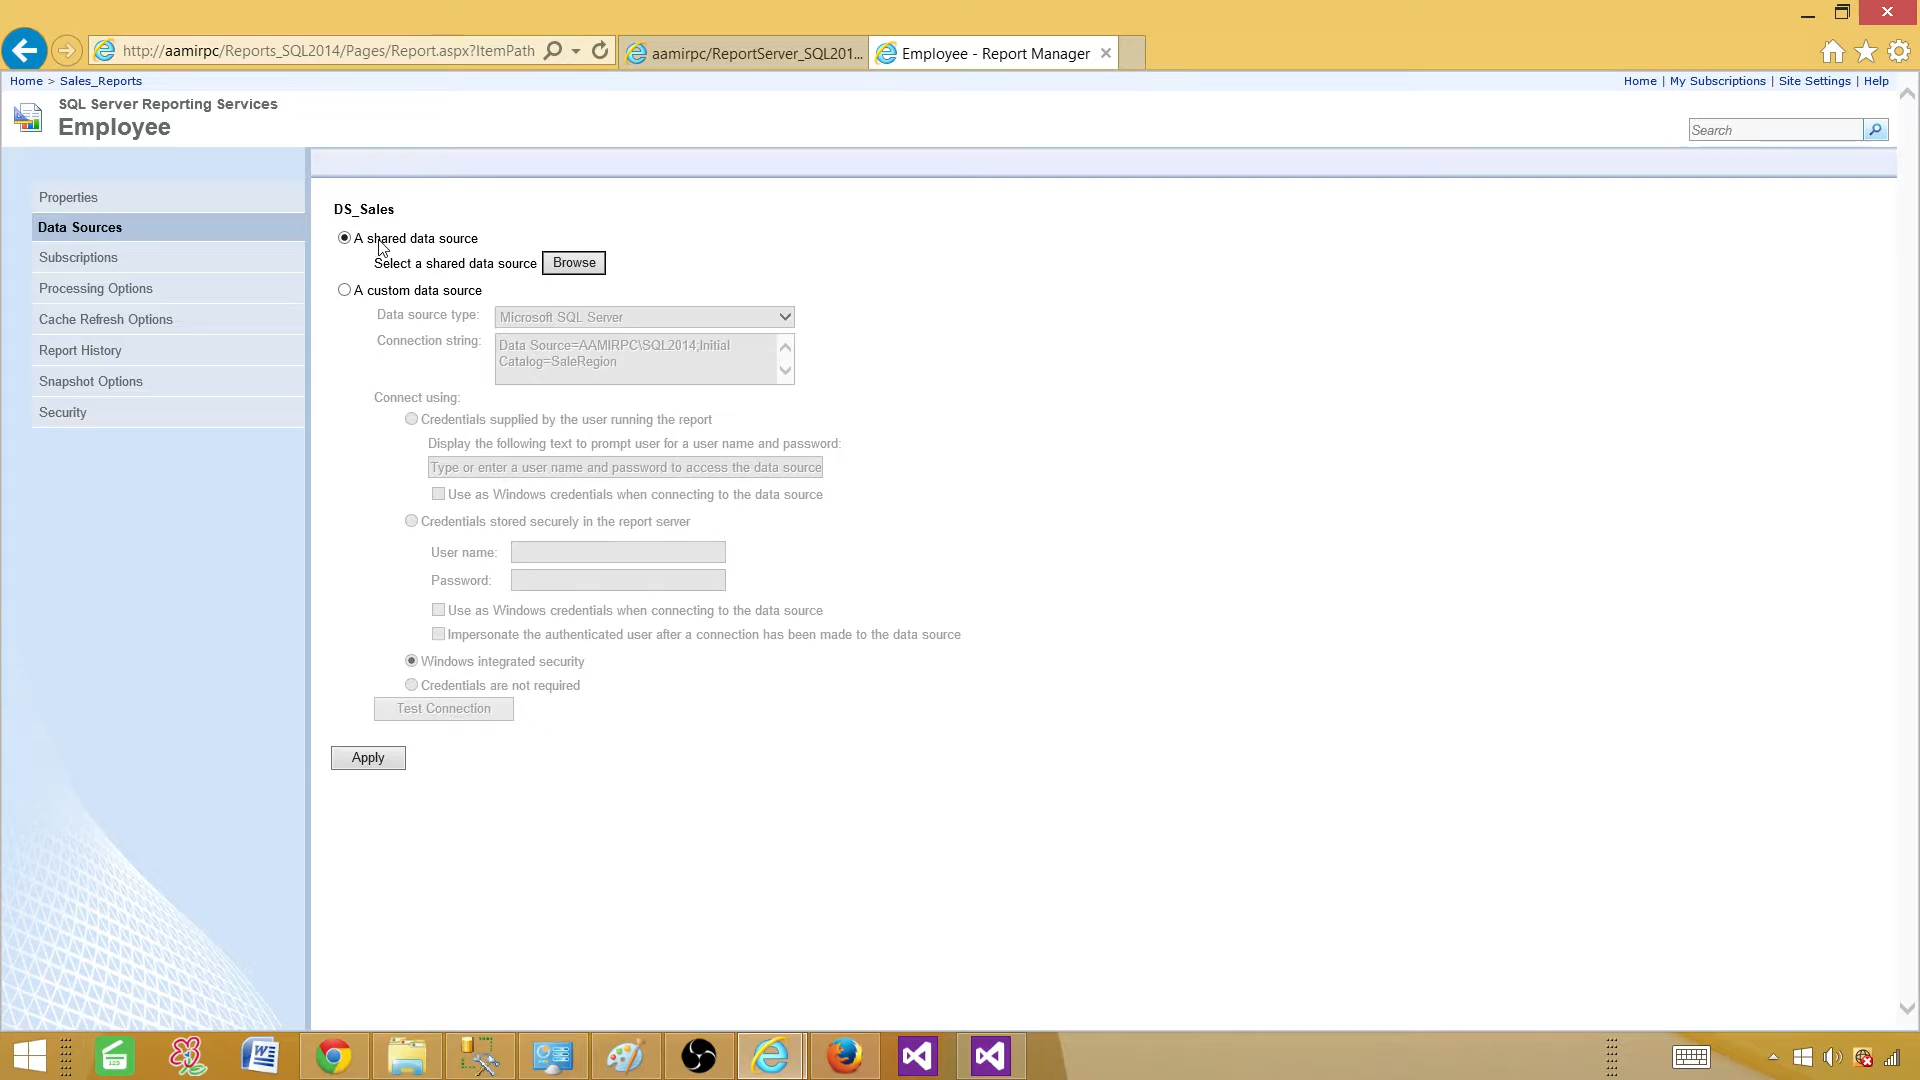 http://aamirpc/Reports_SQL2014/Pages/Report.aspx?ItemPath
aamirpc/ReportServer_SQL201...
Employee - Report Manager
Home > Sales_Reports
Home | My Subscriptions | Site Settings | Help
SQL Server Reporting Services
Employee
Search
Properties
Data Sources
Subscriptions
Processing Options
Cache Refresh Options
Report History
Snapshot Options
Security
DS_Sales
A shared data source
Select a shared data source Browse
A custom data source
Data source type: Microsoft SQL Server
Connection string: Data Source=AAMIRPC\SQL2014;Initial
Catalog=SaleRegion
Connect using:
Credentials supplied by the user running the report
Display the following text to prompt user for a user name and password:
Type or enter a user name and password to access the data source
Use as Windows credentials when connecting to the data source
Credentials stored securely in the report server
User name:
Password:
Use as Windows credentials when connecting to the data source
Impersonate the authenticated user after a connection has been made to the data source
Windows integrated security
Credentials are not required
Test Connection
Apply